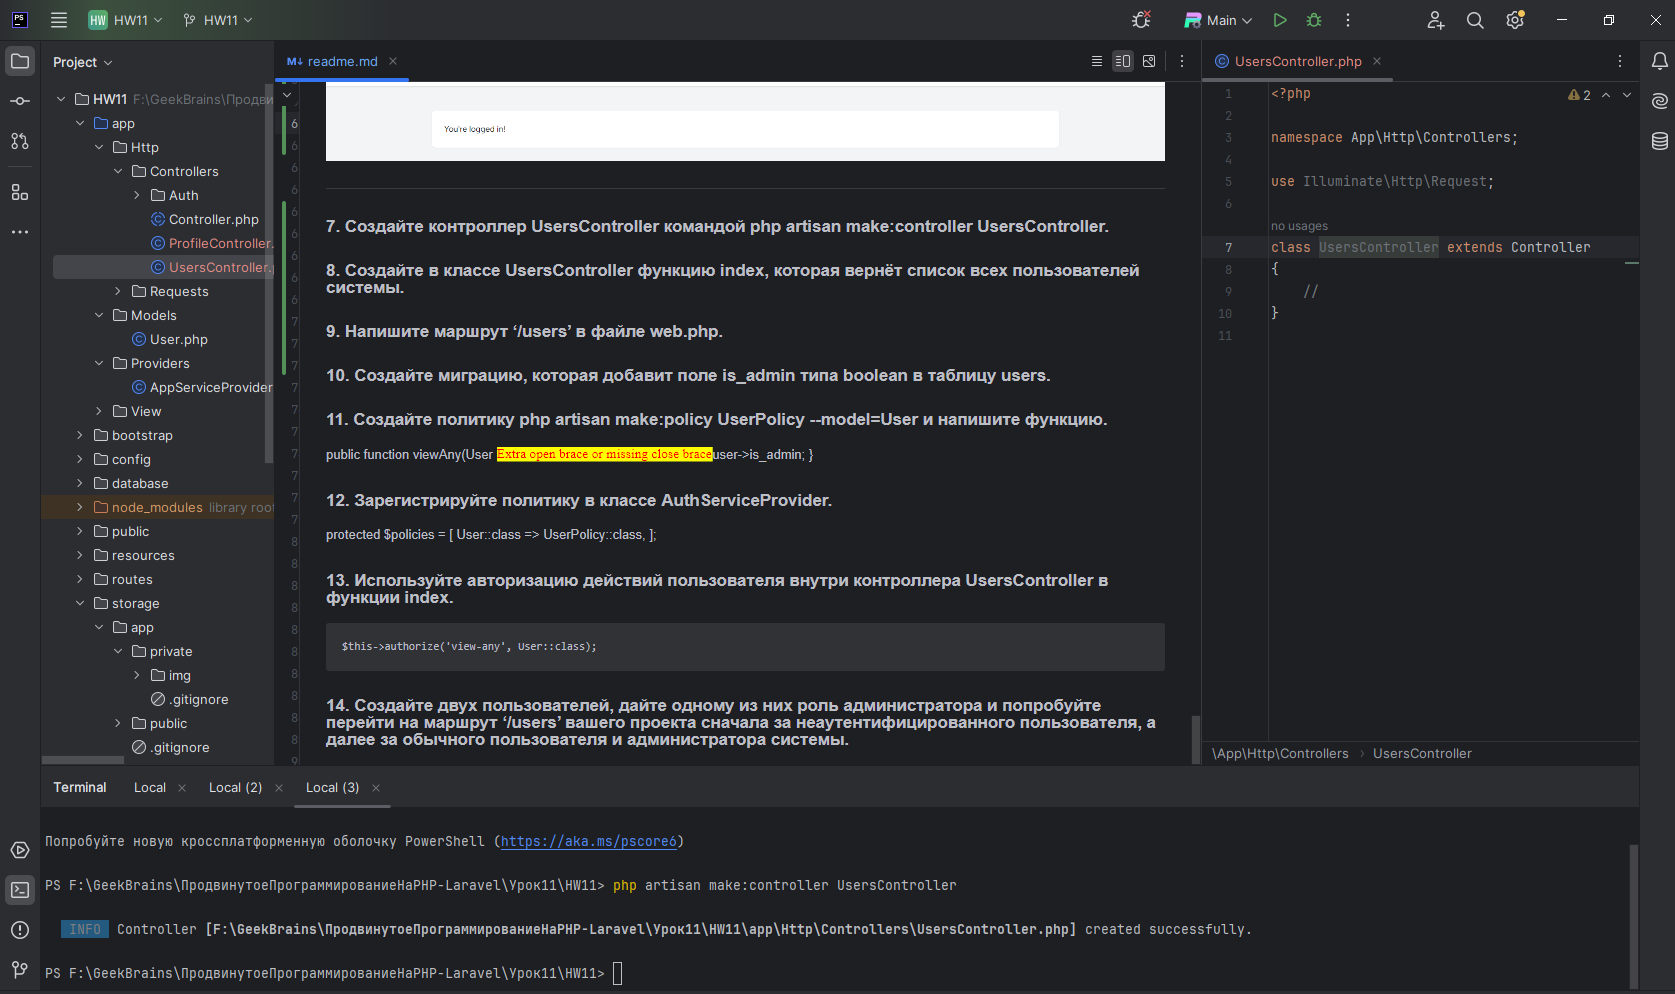 PS
HW HW11 HW11 Main
Project
HW11 F:\GeekBrains\Продви
app
Http
Controllers
Auth
Controller.php
ProfileController.
UsersController.
Requests
Models
User.php
Providers
AppServiceProvider
View
bootstrap
config
database
node_modules library root
public
resources
routes
storage
app
private
img
.gitignore
public
.gitignore
M↓ readme.md
You're logged in!
7. Создайте контроллер UsersController командой php artisan make:controller UsersController.
8. Создайте в классе UsersController функцию index, которая вернёт список всех пользователей
системы.
9. Напишите маршрут ‘/users’ в файле web.php.
10. Создайте миграцию, которая добавит поле is_admin типа boolean в таблицу users.
11. Создайте политику php artisan make:policy UserPolicy --model=User и напишите функцию.
public function viewAny(User Extra open brace or missing close braceuser->is_admin; }
12. Зарегистрируйте политику в классе AuthServiceProvider.
protected $policies = [ User::class => UserPolicy::class, ];
13. Используйте авторизацию действий пользователя внутри контроллера UsersController в
функции index.
$this->authorize('view-any', User::class);
14. Создайте двух пользователей, дайте одному из них роль администратора и попробуйте
перейти на маршрут ‘/users’ вашего проекта сначала за неаутентифицированного пользователя, а
далее за обычного пользователя и администратора системы.
C UsersController.php
2
1 <?php
2
3 namespace App\Http\Controllers;
4
5 use Illuminate\Http\Request;
6
no usages
7 class UsersController extends Controller
8 {
9 //
10 }
11
\App\Http\Controllers › UsersController
Terminal Local Local (2) Local (3)
Попробуйте новую кроссплатформенную оболочку PowerShell (https://aka.ms/pscore6)
PS F:\GeekBrains\ПродвинутоеПрограммированиеНаPHP-Laravel\Урок11\HW11> php artisan make:controller UsersController
INFO Controller [F:\GeekBrains\ПродвинутоеПрограммированиеНаPHP-Laravel\Урок11\HW11\app\Http\Controllers\UsersController.php] created successfully.
PS F:\GeekBrains\ПродвинутоеПрограммированиеНаPHP-Laravel\Урок11\HW11>